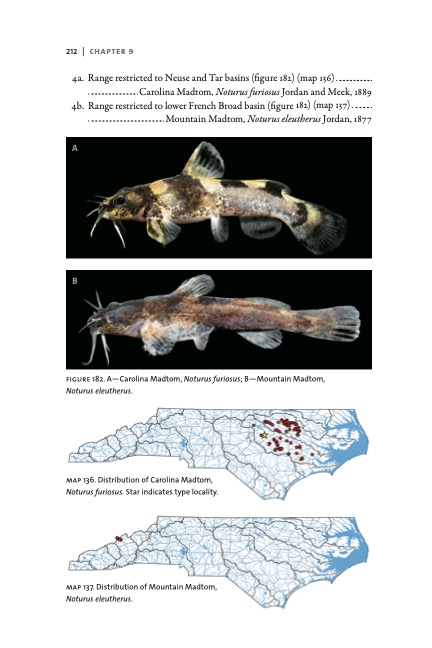 212 | CHAPTER 9
4a. Range restricted to Neuse and Tar basins (figure 182) (map 136)
Carolina Madtom, Noturus furiosus Jordan and Meek, 1889
4b. Range restricted to lower French Broad basin (figure 182) (map 137)
Mountain Madtom, Noturus eleutherus Jordan, 1877
A
B
FIGURE 182. A—Carolina Madtom, Noturus furiosus; B—Mountain Madtom,
Noturus eleutherus.
MAP 136. Distribution of Carolina Madtom,
Noturus furiosus. Star indicates type locality.
MAP 137. Distribution of Mountain Madtom,
Noturus eleutherus.